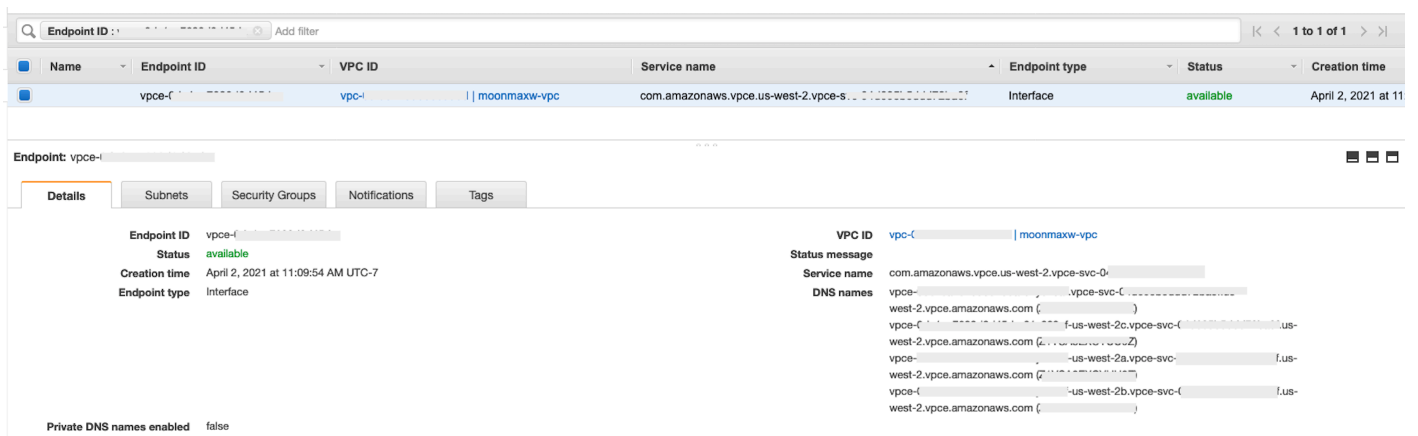 Endpoint ID : Add filter 1 to 1 of 1
Name Endpoint ID VPC ID Service name Endpoint type Status Creation time
vpce- vpc- | moonmaxw-vpc com.amazonaws.vpce.us-west-2.vpce-s Interface available April 2, 2021 at 11:
Endpoint: vpce-
Details Subnets Security Groups Notifications Tags
Endpoint ID vpce- VPC ID vpc- | moonmaxw-vpc
Status available Status message
Creation time April 2, 2021 at 11:09:54 AM UTC-7 Service name com.amazonaws.vpce.us-west-2.vpce-svc-04
Endpoint type Interface DNS names vpce- .vpce-svc-
west-2.vpce.amazonaws.com (
vpce- f-us-west-2c.vpce-svc- .us-
west-2.vpce.amazonaws.com (
vpce- -us-west-2a.vpce-svc- f.us-
west-2.vpce.amazonaws.com (
vpce- -us-west-2b.vpce-svc- f.us-
west-2.vpce.amazonaws.com ( )
Private DNS names enabled false